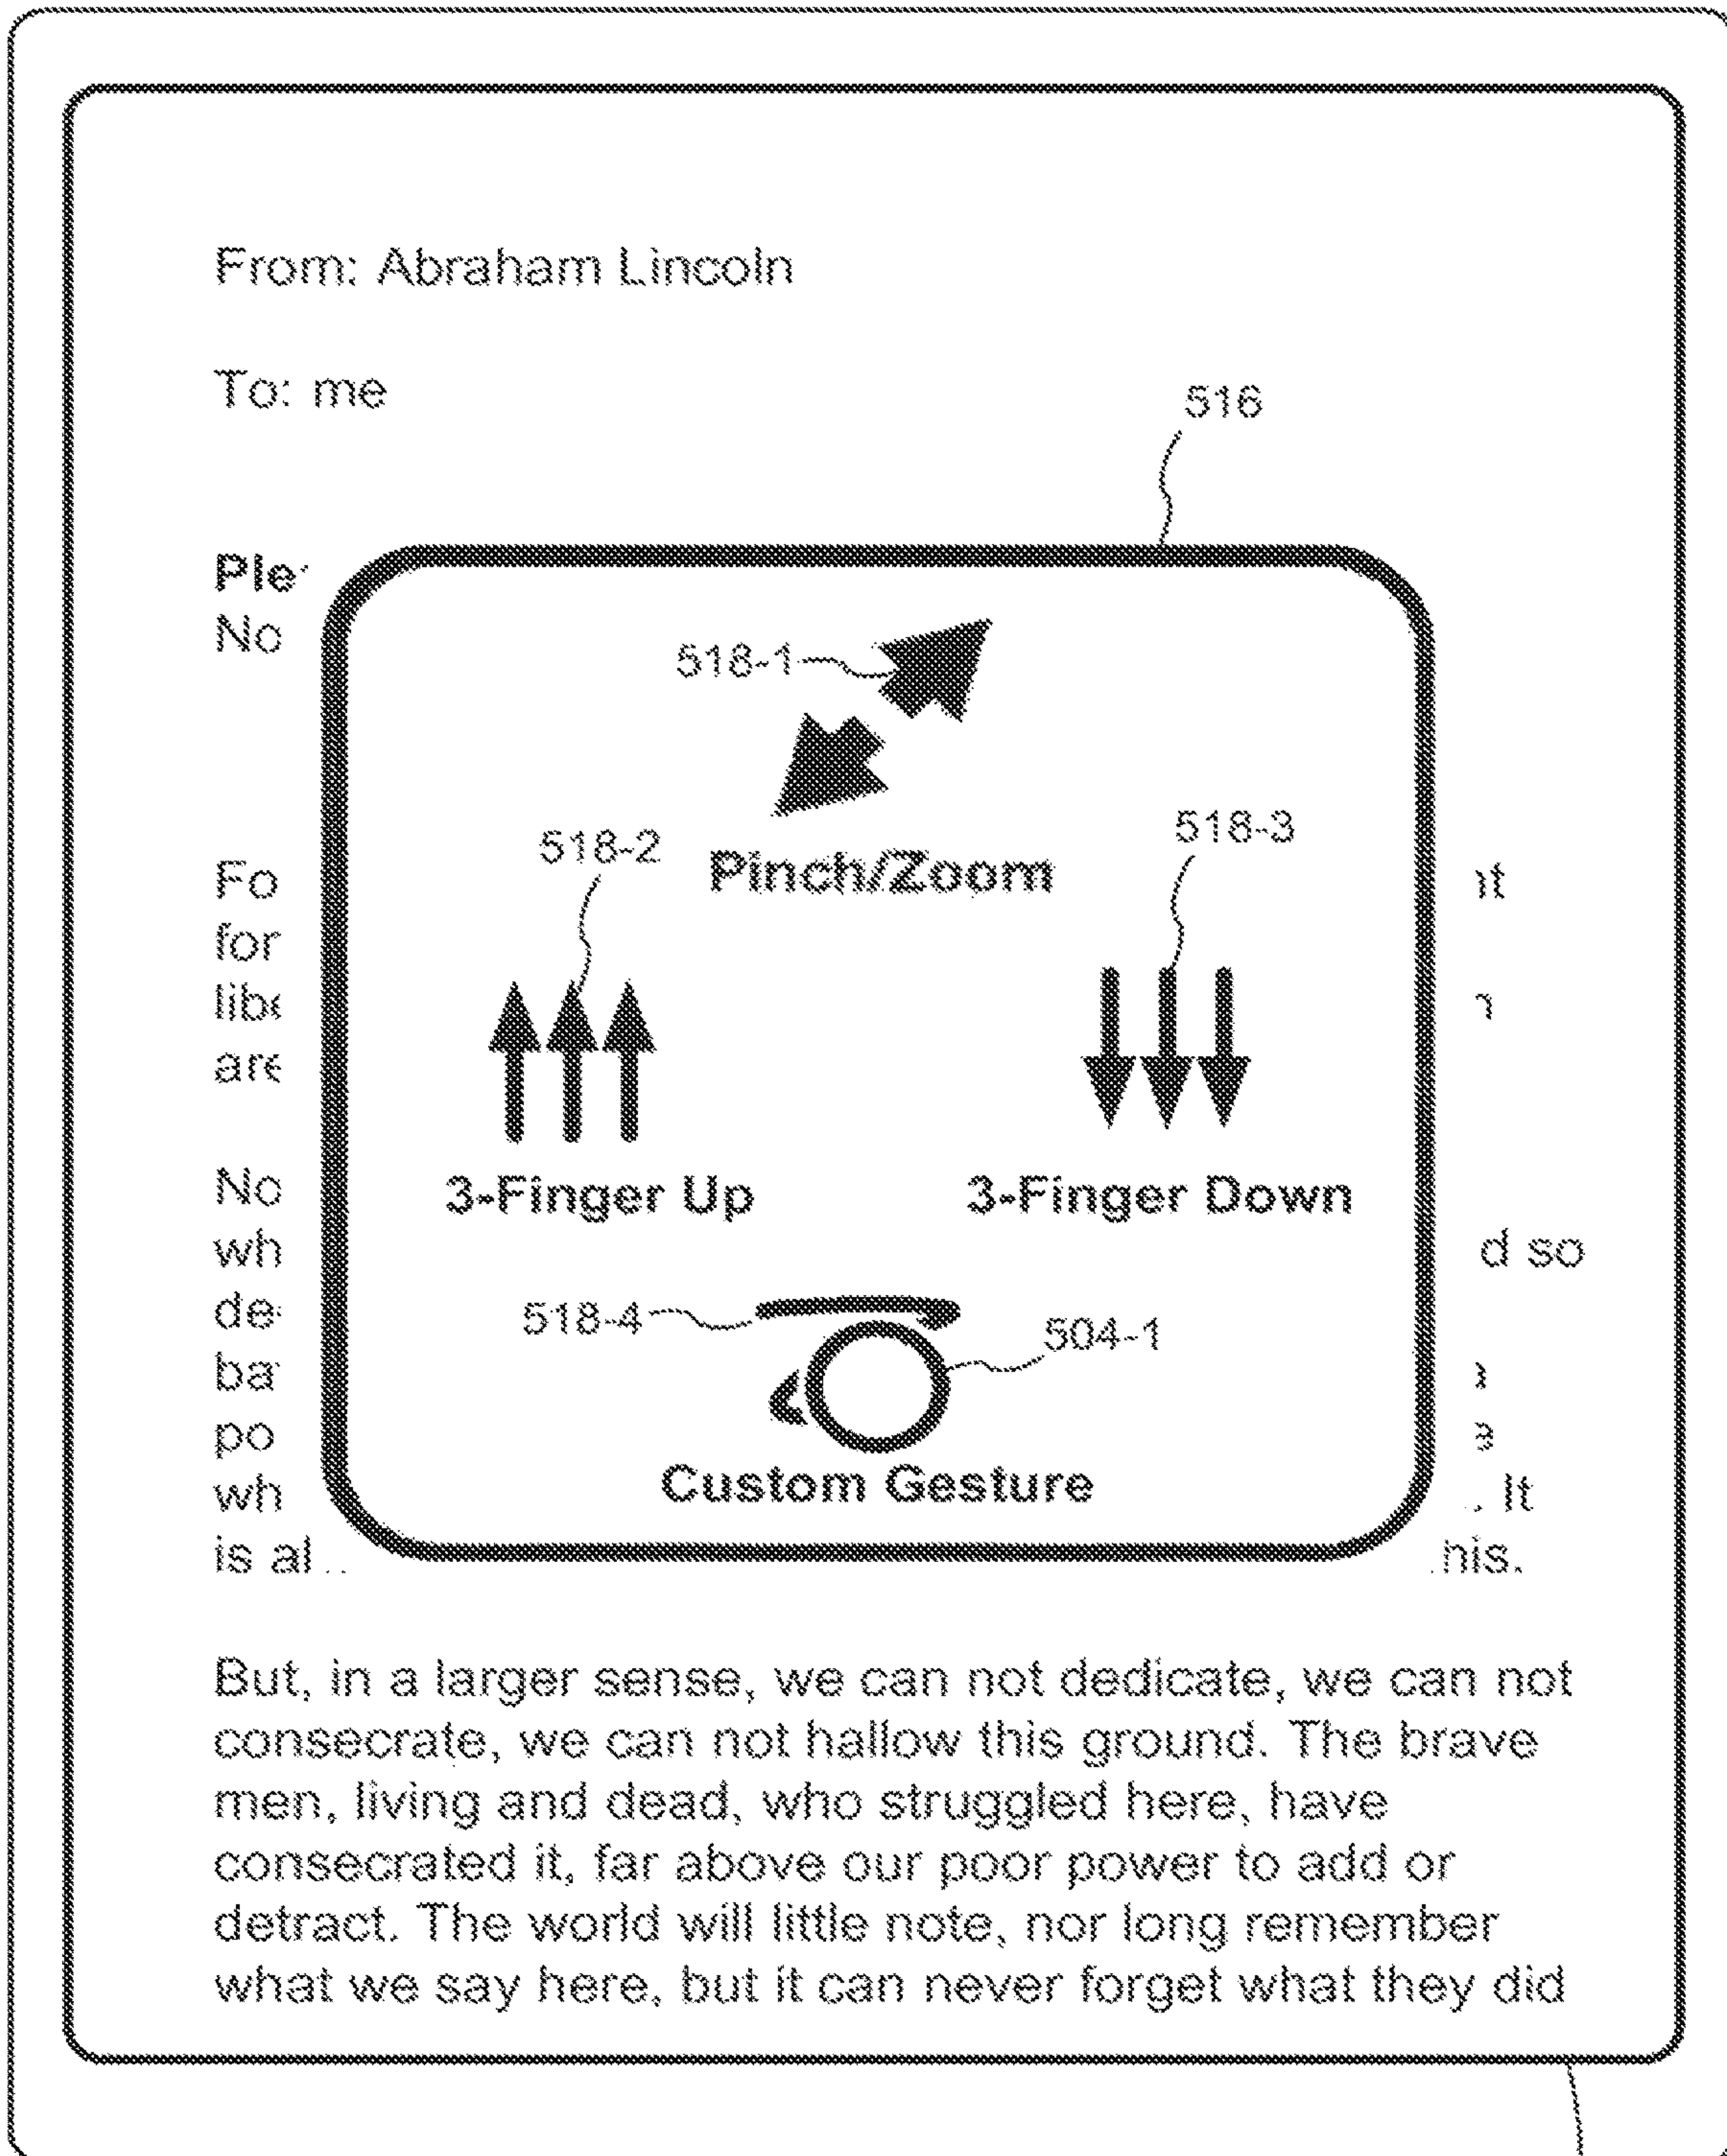 From: Abraham Lincoln
To: me
516
Ple
No
518-1
518-2
518-3
Pinch/Zoom
Fo
for
lib
are
3-Finger Up
3-Finger Down
No
wh
d so
de
518-4
504-1
ba
po
Custom Gesture
wh
. It
is al
his.
But, in a larger sense, we can not dedicate, we can not
consecrate, we can not hallow this ground. The brave
men, living and dead, who struggled here, have
consecrated it, far above our poor power to add or
detract. The world will little note, nor long remember
what we say here, but it can never forget what they did